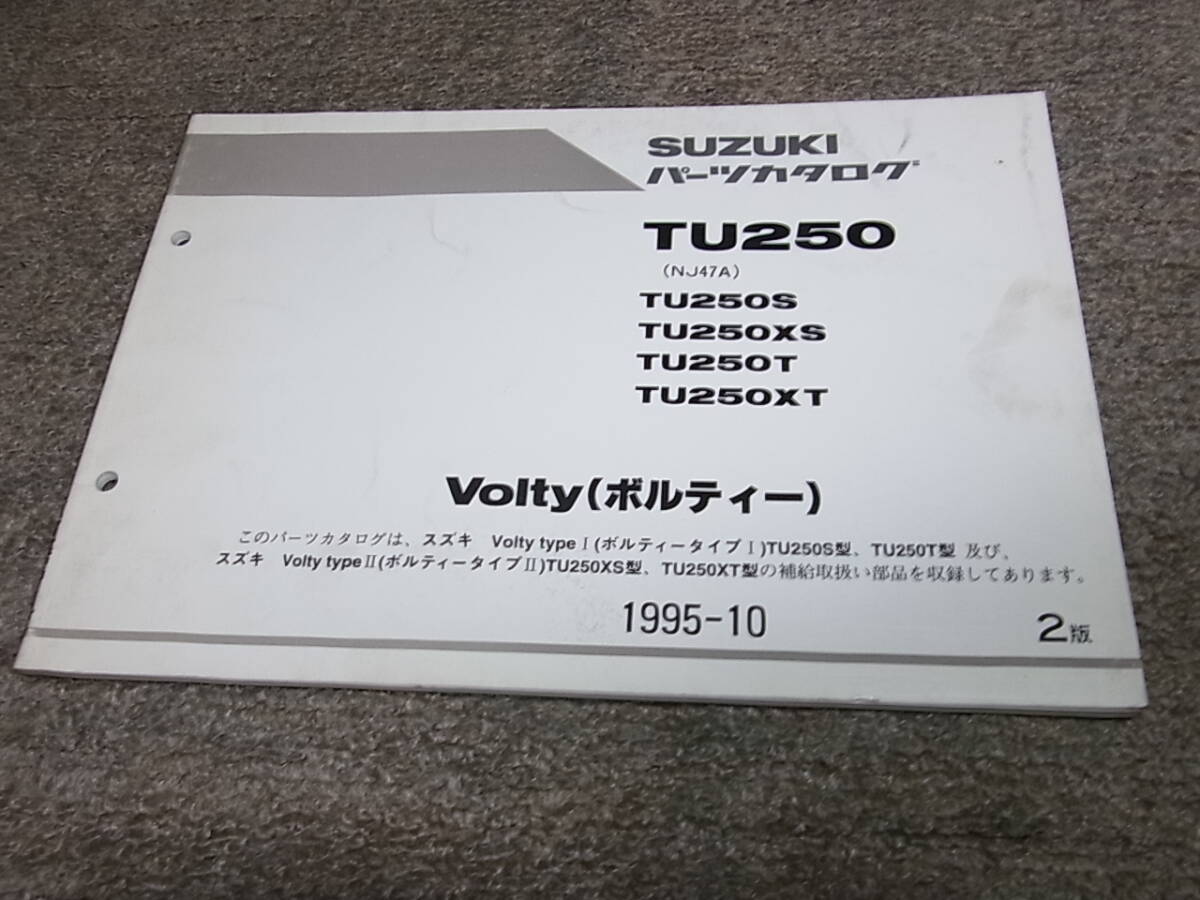 SUZUKI
パーツカタログ
TU250
(NJ47A)
TU250S
TU250XS
TU250T
TU250XT
Volty(ボルティー)
このパーツカタログは、スズキ Volty type Ⅰ(ボルティータイプⅠ)TU250S型、TU250T型 及び、
スズキ Volty typeⅡ(ボルティータイプⅡ)TU250XS型、TU250XT型の補給取扱い部品を収録してあります。
1995-10
2版